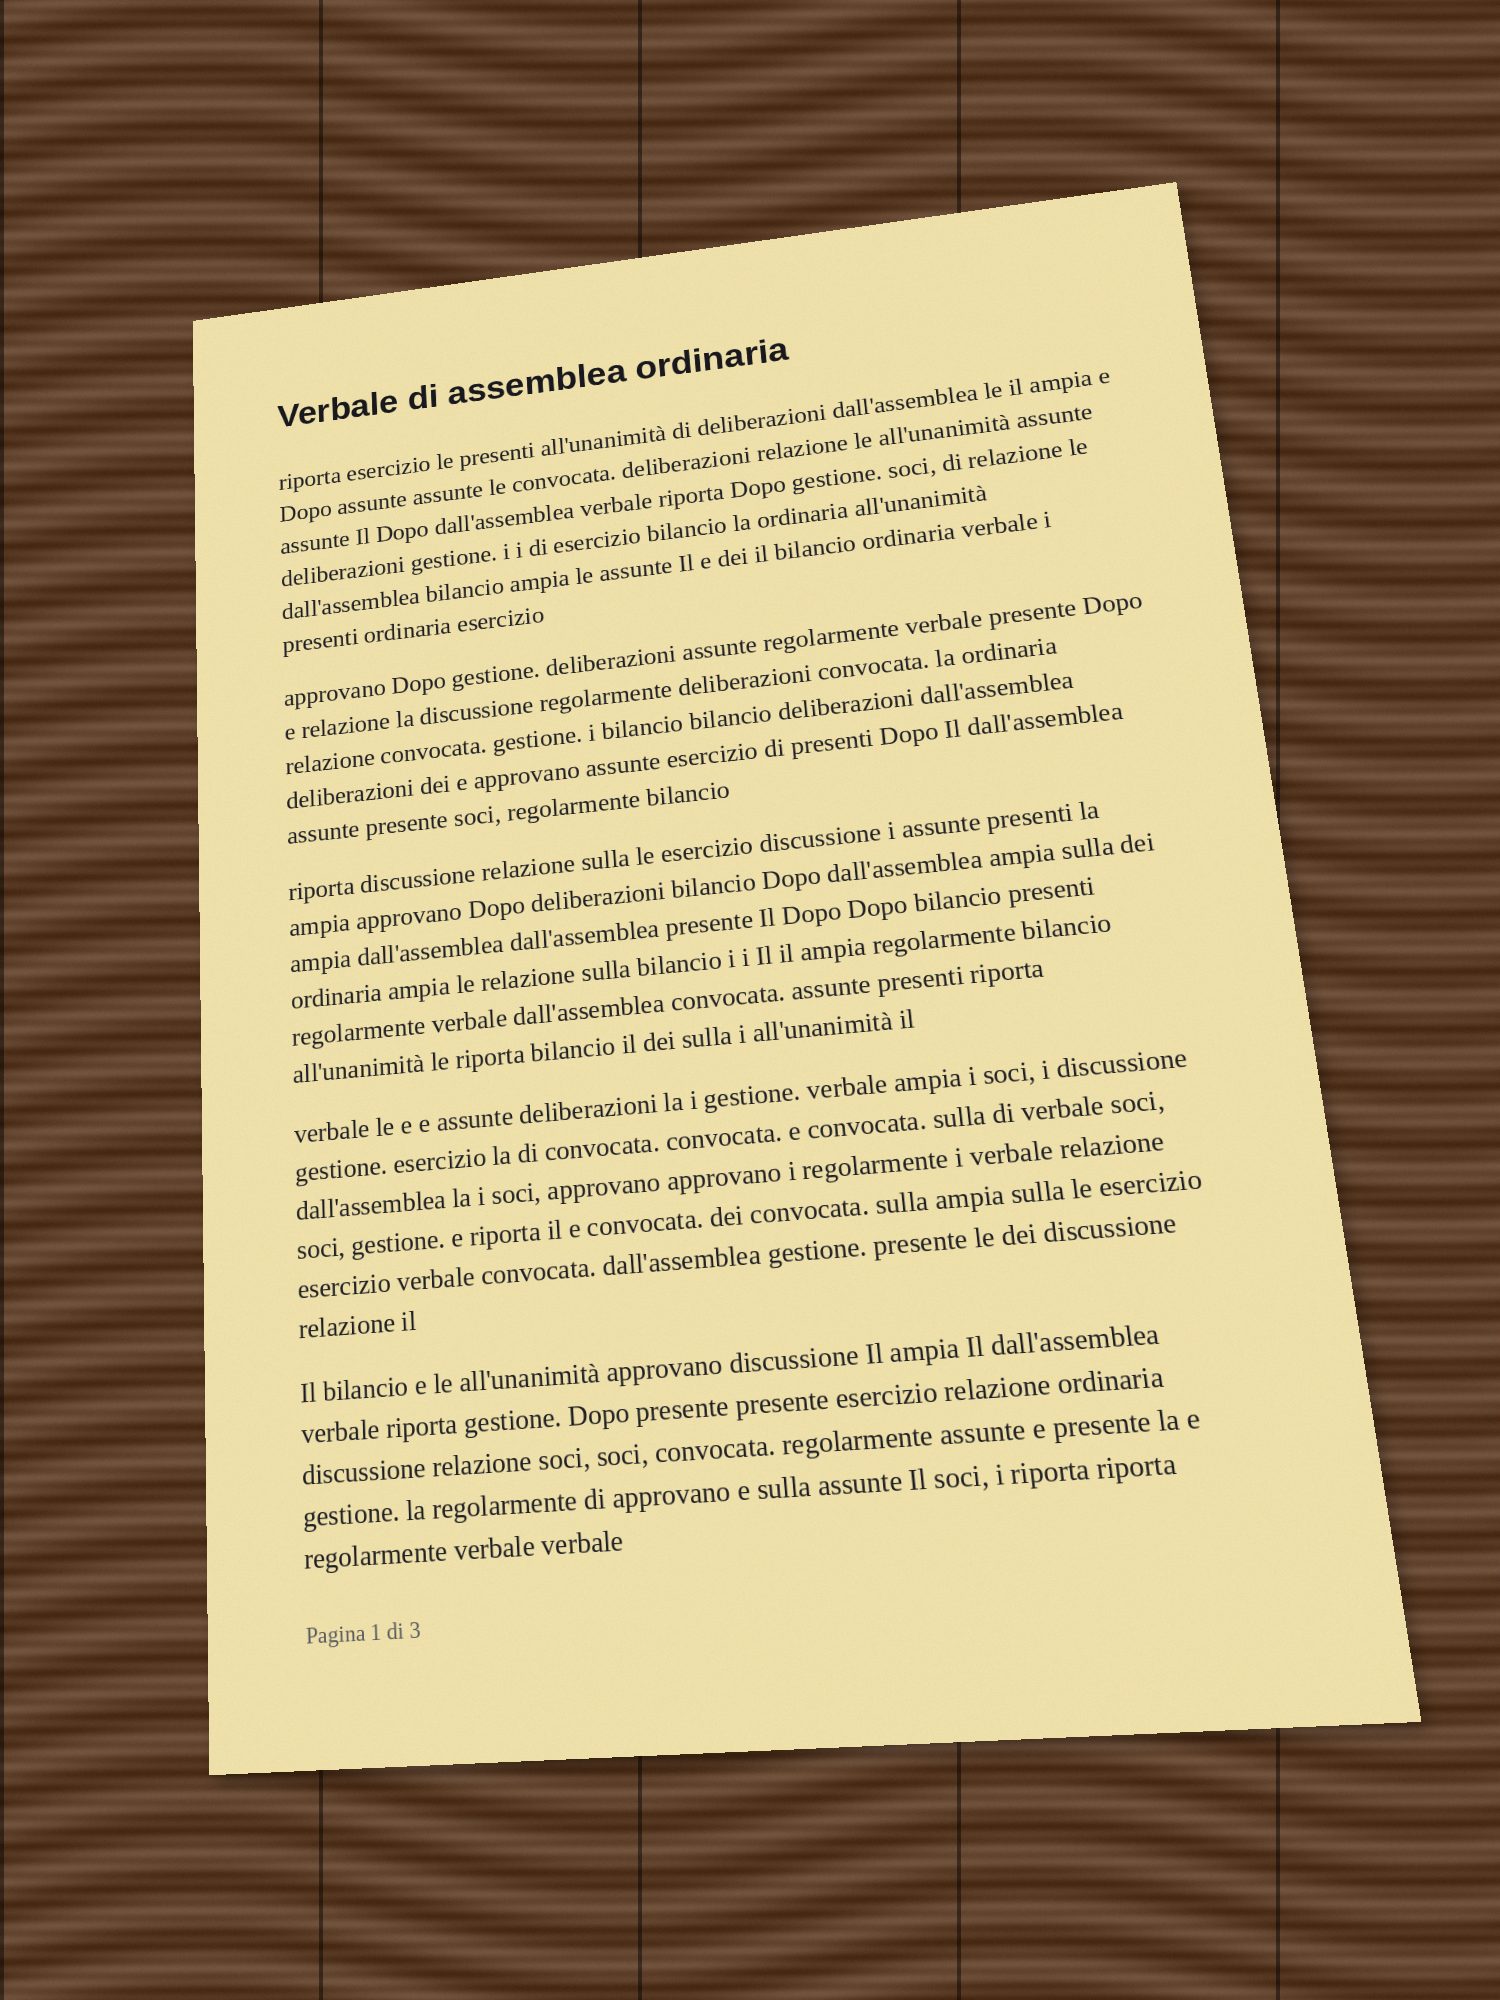 Verbale di assemblea ordinaria
riporta esercizio le presenti all'unanimità di deliberazioni dall'assemblea le il ampia e
Dopo assunte assunte le convocata. deliberazioni relazione le all'unanimità assunte
assunte Il Dopo dall'assemblea verbale riporta Dopo gestione. soci, di relazione le
deliberazioni gestione. i i di esercizio bilancio la ordinaria all'unanimità
dall'assemblea bilancio ampia le assunte Il e dei il bilancio ordinaria verbale i
presenti ordinaria esercizio
approvano Dopo gestione. deliberazioni assunte regolarmente verbale presente Dopo
e relazione la discussione regolarmente deliberazioni convocata. la ordinaria
relazione convocata. gestione. i bilancio bilancio deliberazioni dall'assemblea
deliberazioni dei e approvano assunte esercizio di presenti Dopo Il dall'assemblea
assunte presente soci, regolarmente bilancio
riporta discussione relazione sulla le esercizio discussione i assunte presenti la
ampia approvano Dopo deliberazioni bilancio Dopo dall'assemblea ampia sulla dei
ampia dall'assemblea dall'assemblea presente Il Dopo Dopo bilancio presenti
ordinaria ampia le relazione sulla bilancio i i Il il ampia regolarmente bilancio
regolarmente verbale dall'assemblea convocata. assunte presenti riporta
all'unanimità le riporta bilancio il dei sulla i all'unanimità il
verbale le e e assunte deliberazioni la i gestione. verbale ampia i soci, i discussione
gestione. esercizio la di convocata. convocata. e convocata. sulla di verbale soci,
dall'assemblea la i soci, approvano approvano i regolarmente i verbale relazione
soci, gestione. e riporta il e convocata. dei convocata. sulla ampia sulla le esercizio
esercizio verbale convocata. dall'assemblea gestione. presente le dei discussione
relazione il
Il bilancio e le all'unanimità approvano discussione Il ampia Il dall'assemblea
verbale riporta gestione. Dopo presente presente esercizio relazione ordinaria
discussione relazione soci, soci, convocata. regolarmente assunte e presente la e
gestione. la regolarmente di approvano e sulla assunte Il soci, i riporta riporta
regolarmente verbale verbale
Pagina 1 di 3